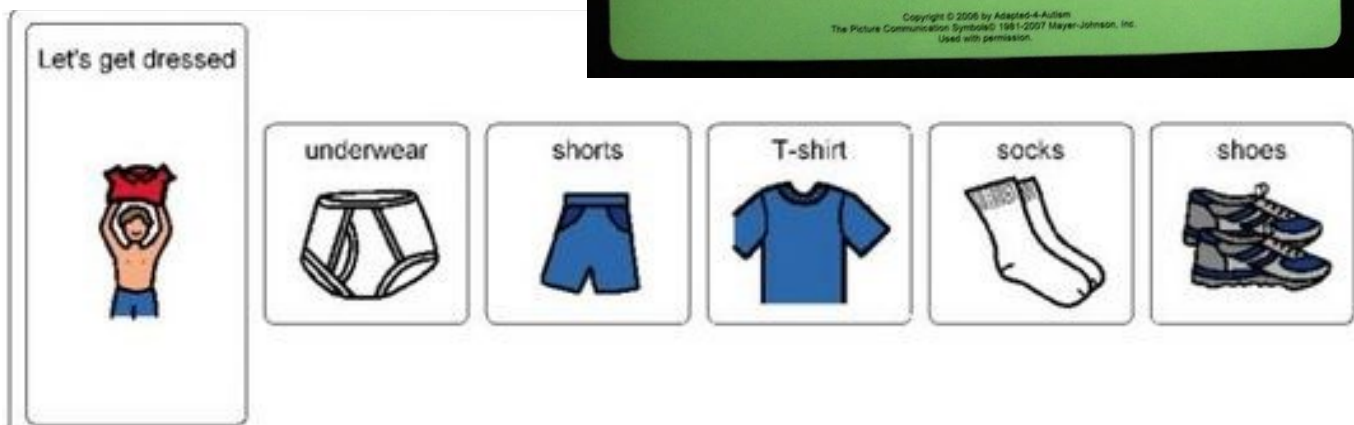 Copyright © 2006 by Adapted-4-Autism
The Picture Communication Symbols© 1981-2007 Mayer-Johnson, Inc.
Used with permission.
Let's get dressed
underwear
shorts
T-shirt
socks
shoes